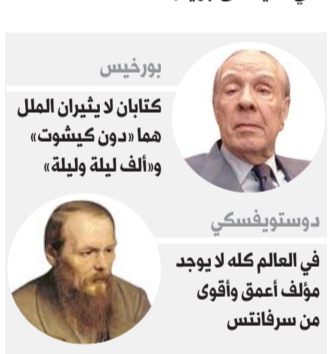 بورخيس
كتابان لا يثيران الملل
هما «دون كيشوت»
و«ألف ليلة وليلة»
دوستويفسكي
في العالم كله لا يوجد
مؤلف أعمق وأقوى
من سرفانتس